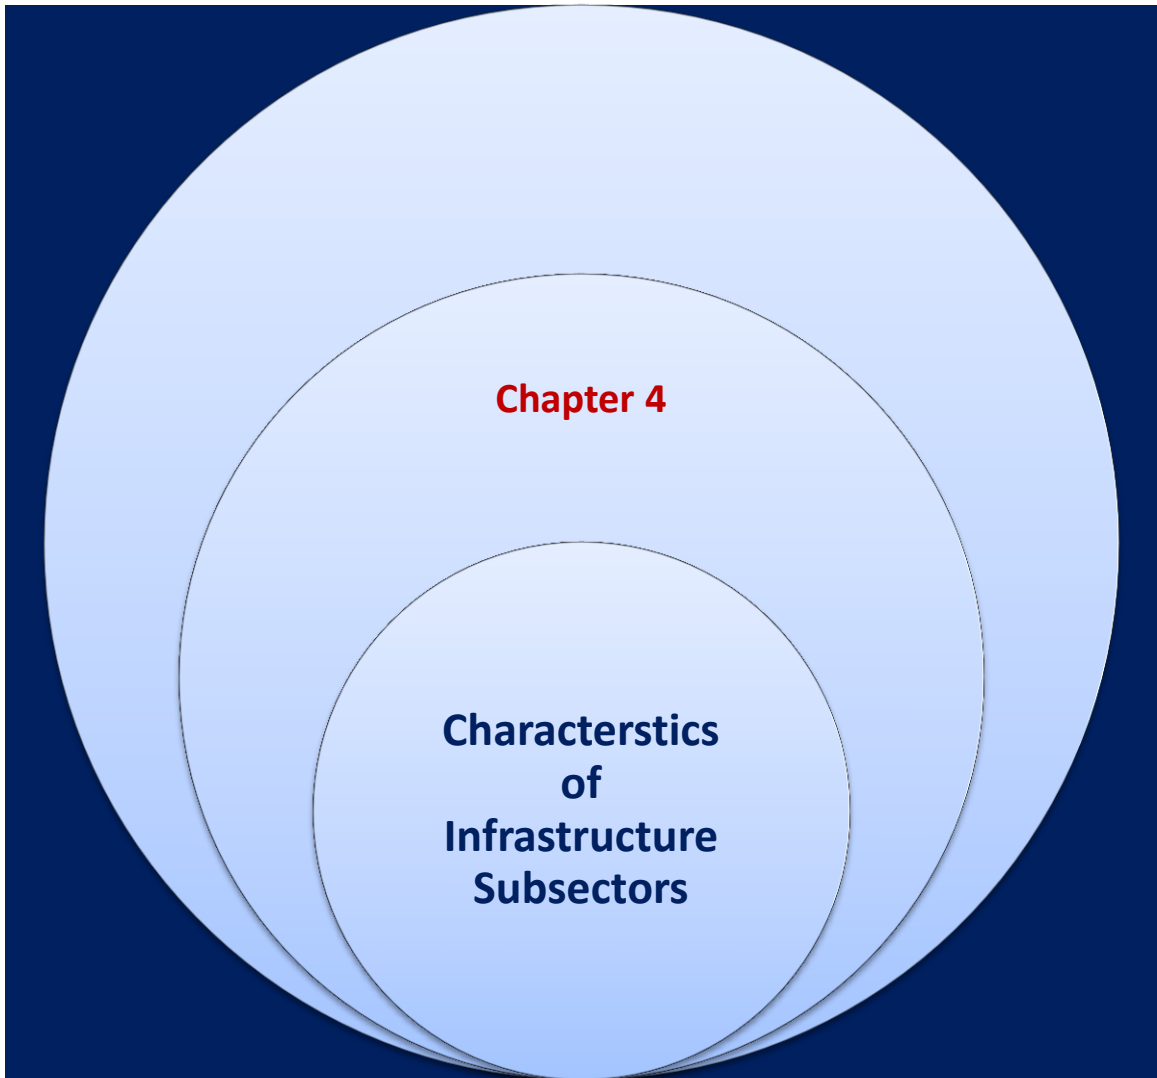 Chapter 4
Characterstics
of
Infrastructure
Subsectors